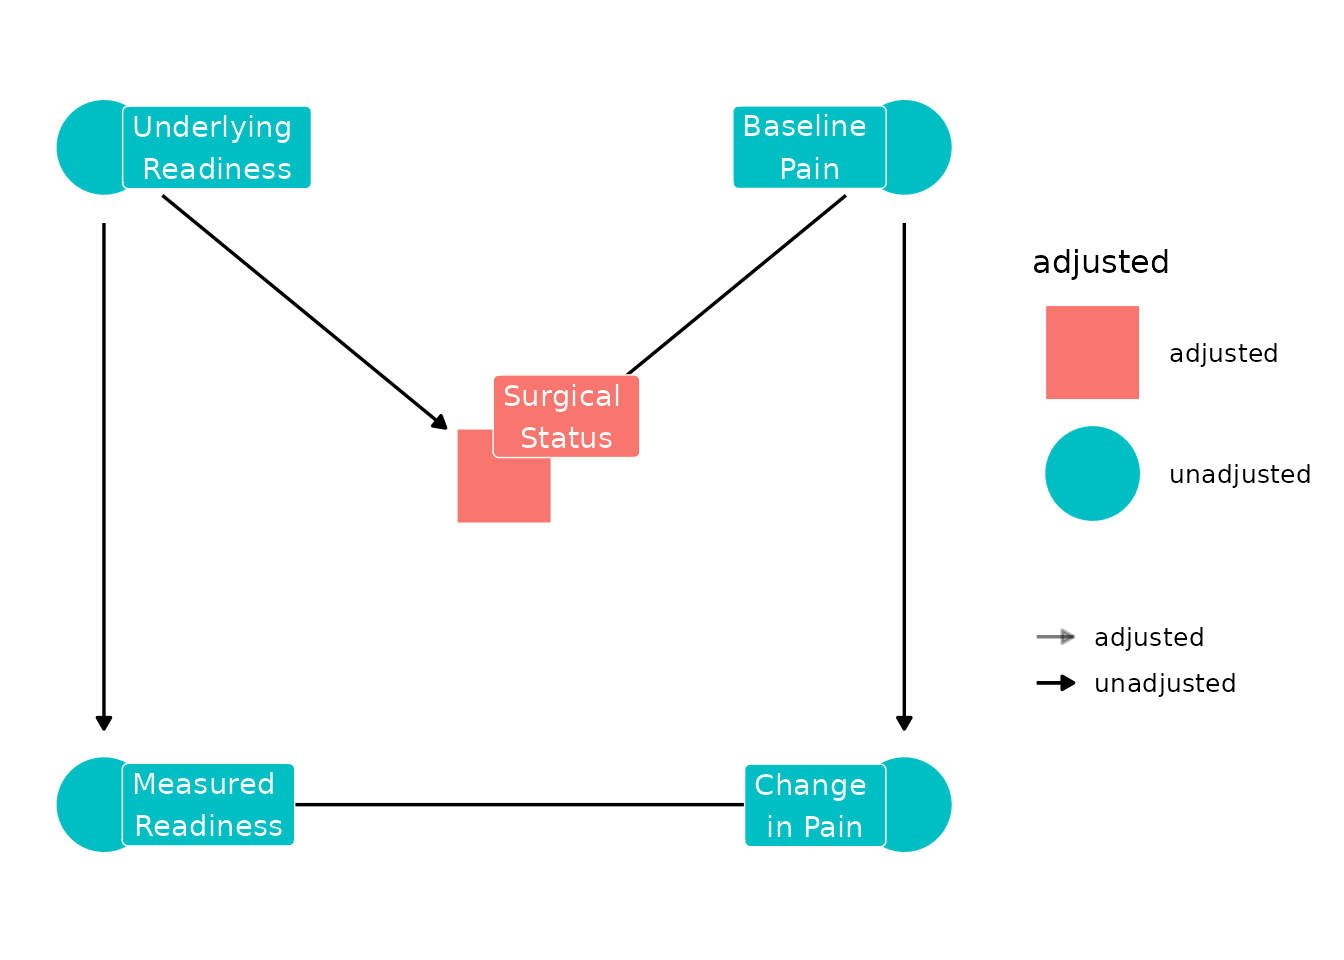 Underlying
Readiness
Baseline
Pain
adjusted
adjusted
Surgical
Status
unadjusted
adjusted
unadjusted
Measured
Readiness
Change
in Pain